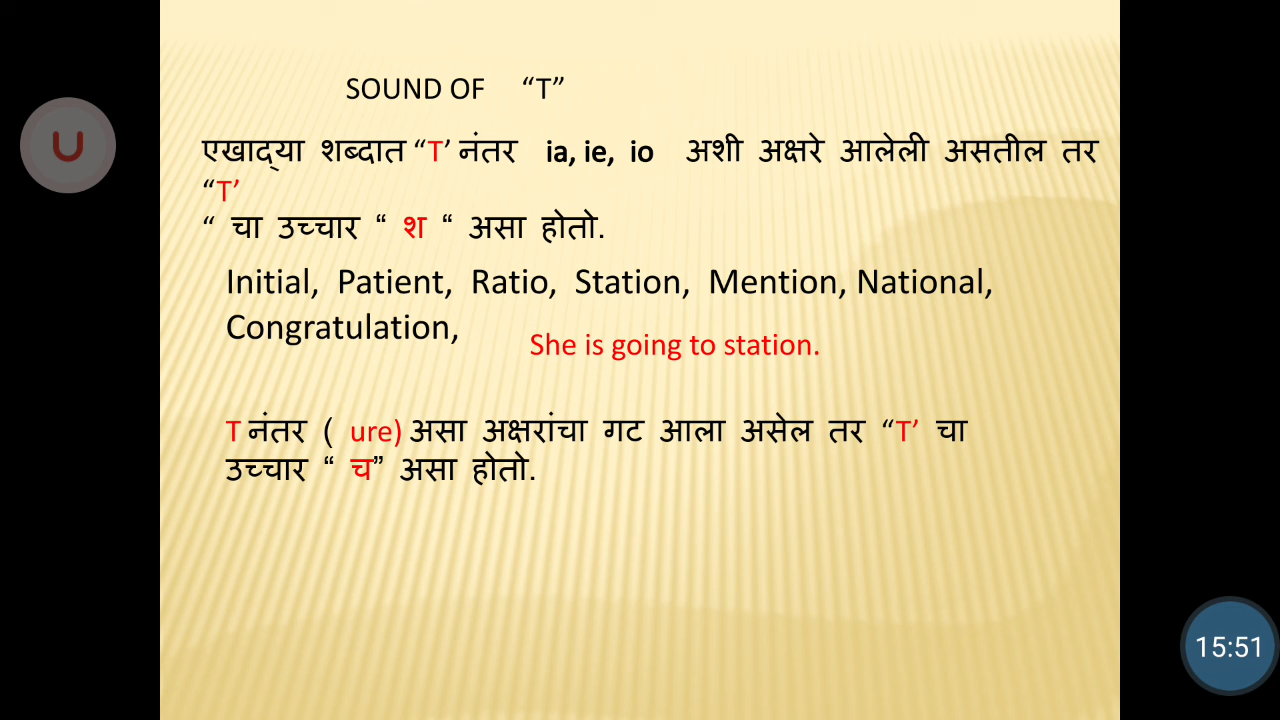 SOUND OF “T”
एखाद्या शब्दात “T’ नंतर ia, ie, io अशी अक्षरे आलेली असतील तर
“T’
“ चा उच्चार “ श “ असा होतो.
Initial, Patient, Ratio, Station, Mention, National,
Congratulation,
She is going to station.
T नंतर ( ure) असा अक्षरांचा गट आला असेल तर “T’ चा
उच्चार “ च” असा होतो.
15:51